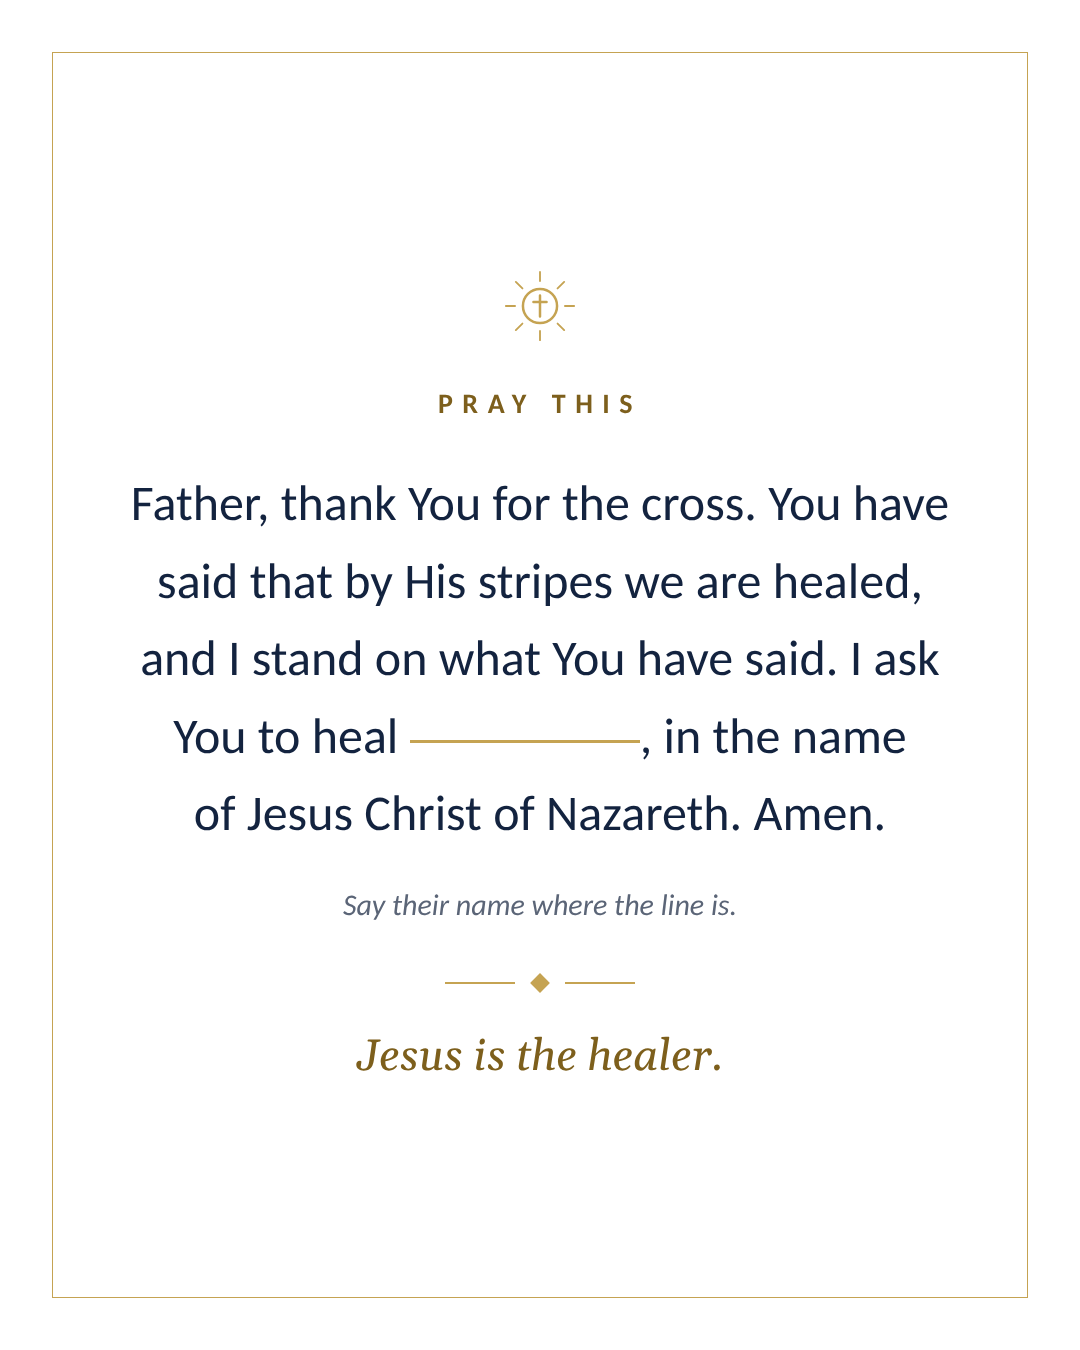 PRAY THIS
Father, thank You for the cross. You have
said that by His stripes we are healed,
and I stand on what You have said. I ask
You to heal ________, in the name
of Jesus Christ of Nazareth. Amen.
Say their name where the line is.
Jesus is the healer.